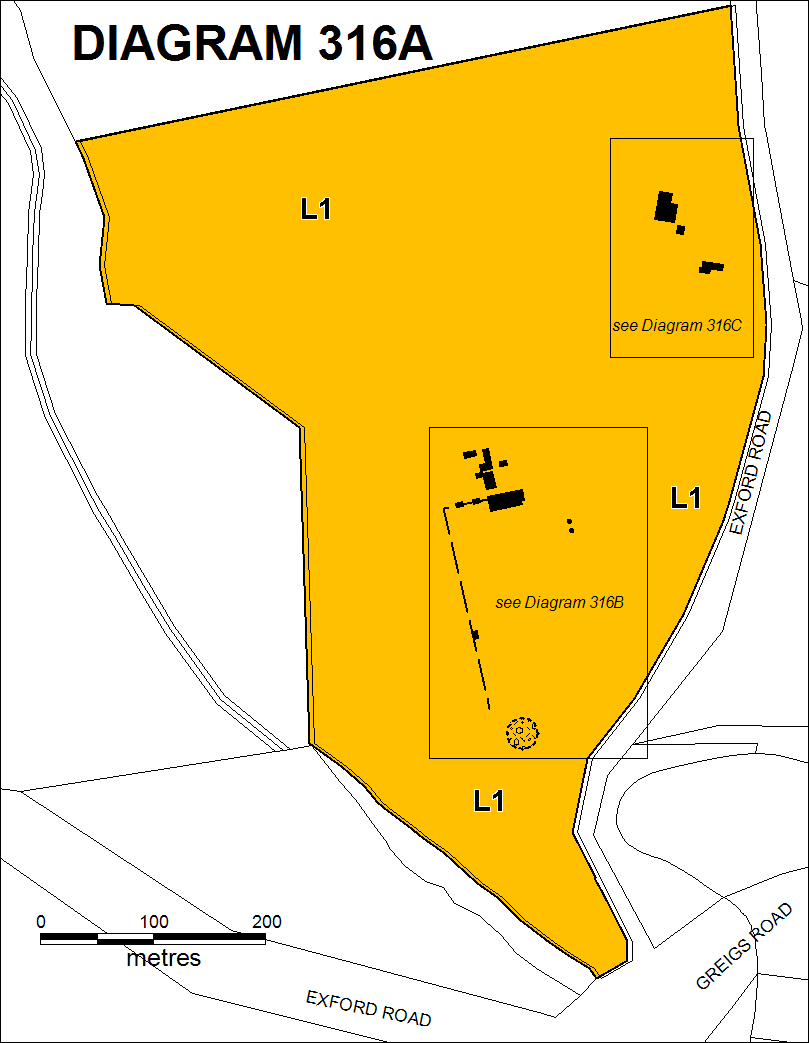 DIAGRAM 316A
L1
see Diagram 316C
EXFORD ROAD
L1
see Diagram 316B
L1
0 100 200
metres
GREIGS ROAD
EXFORD ROAD